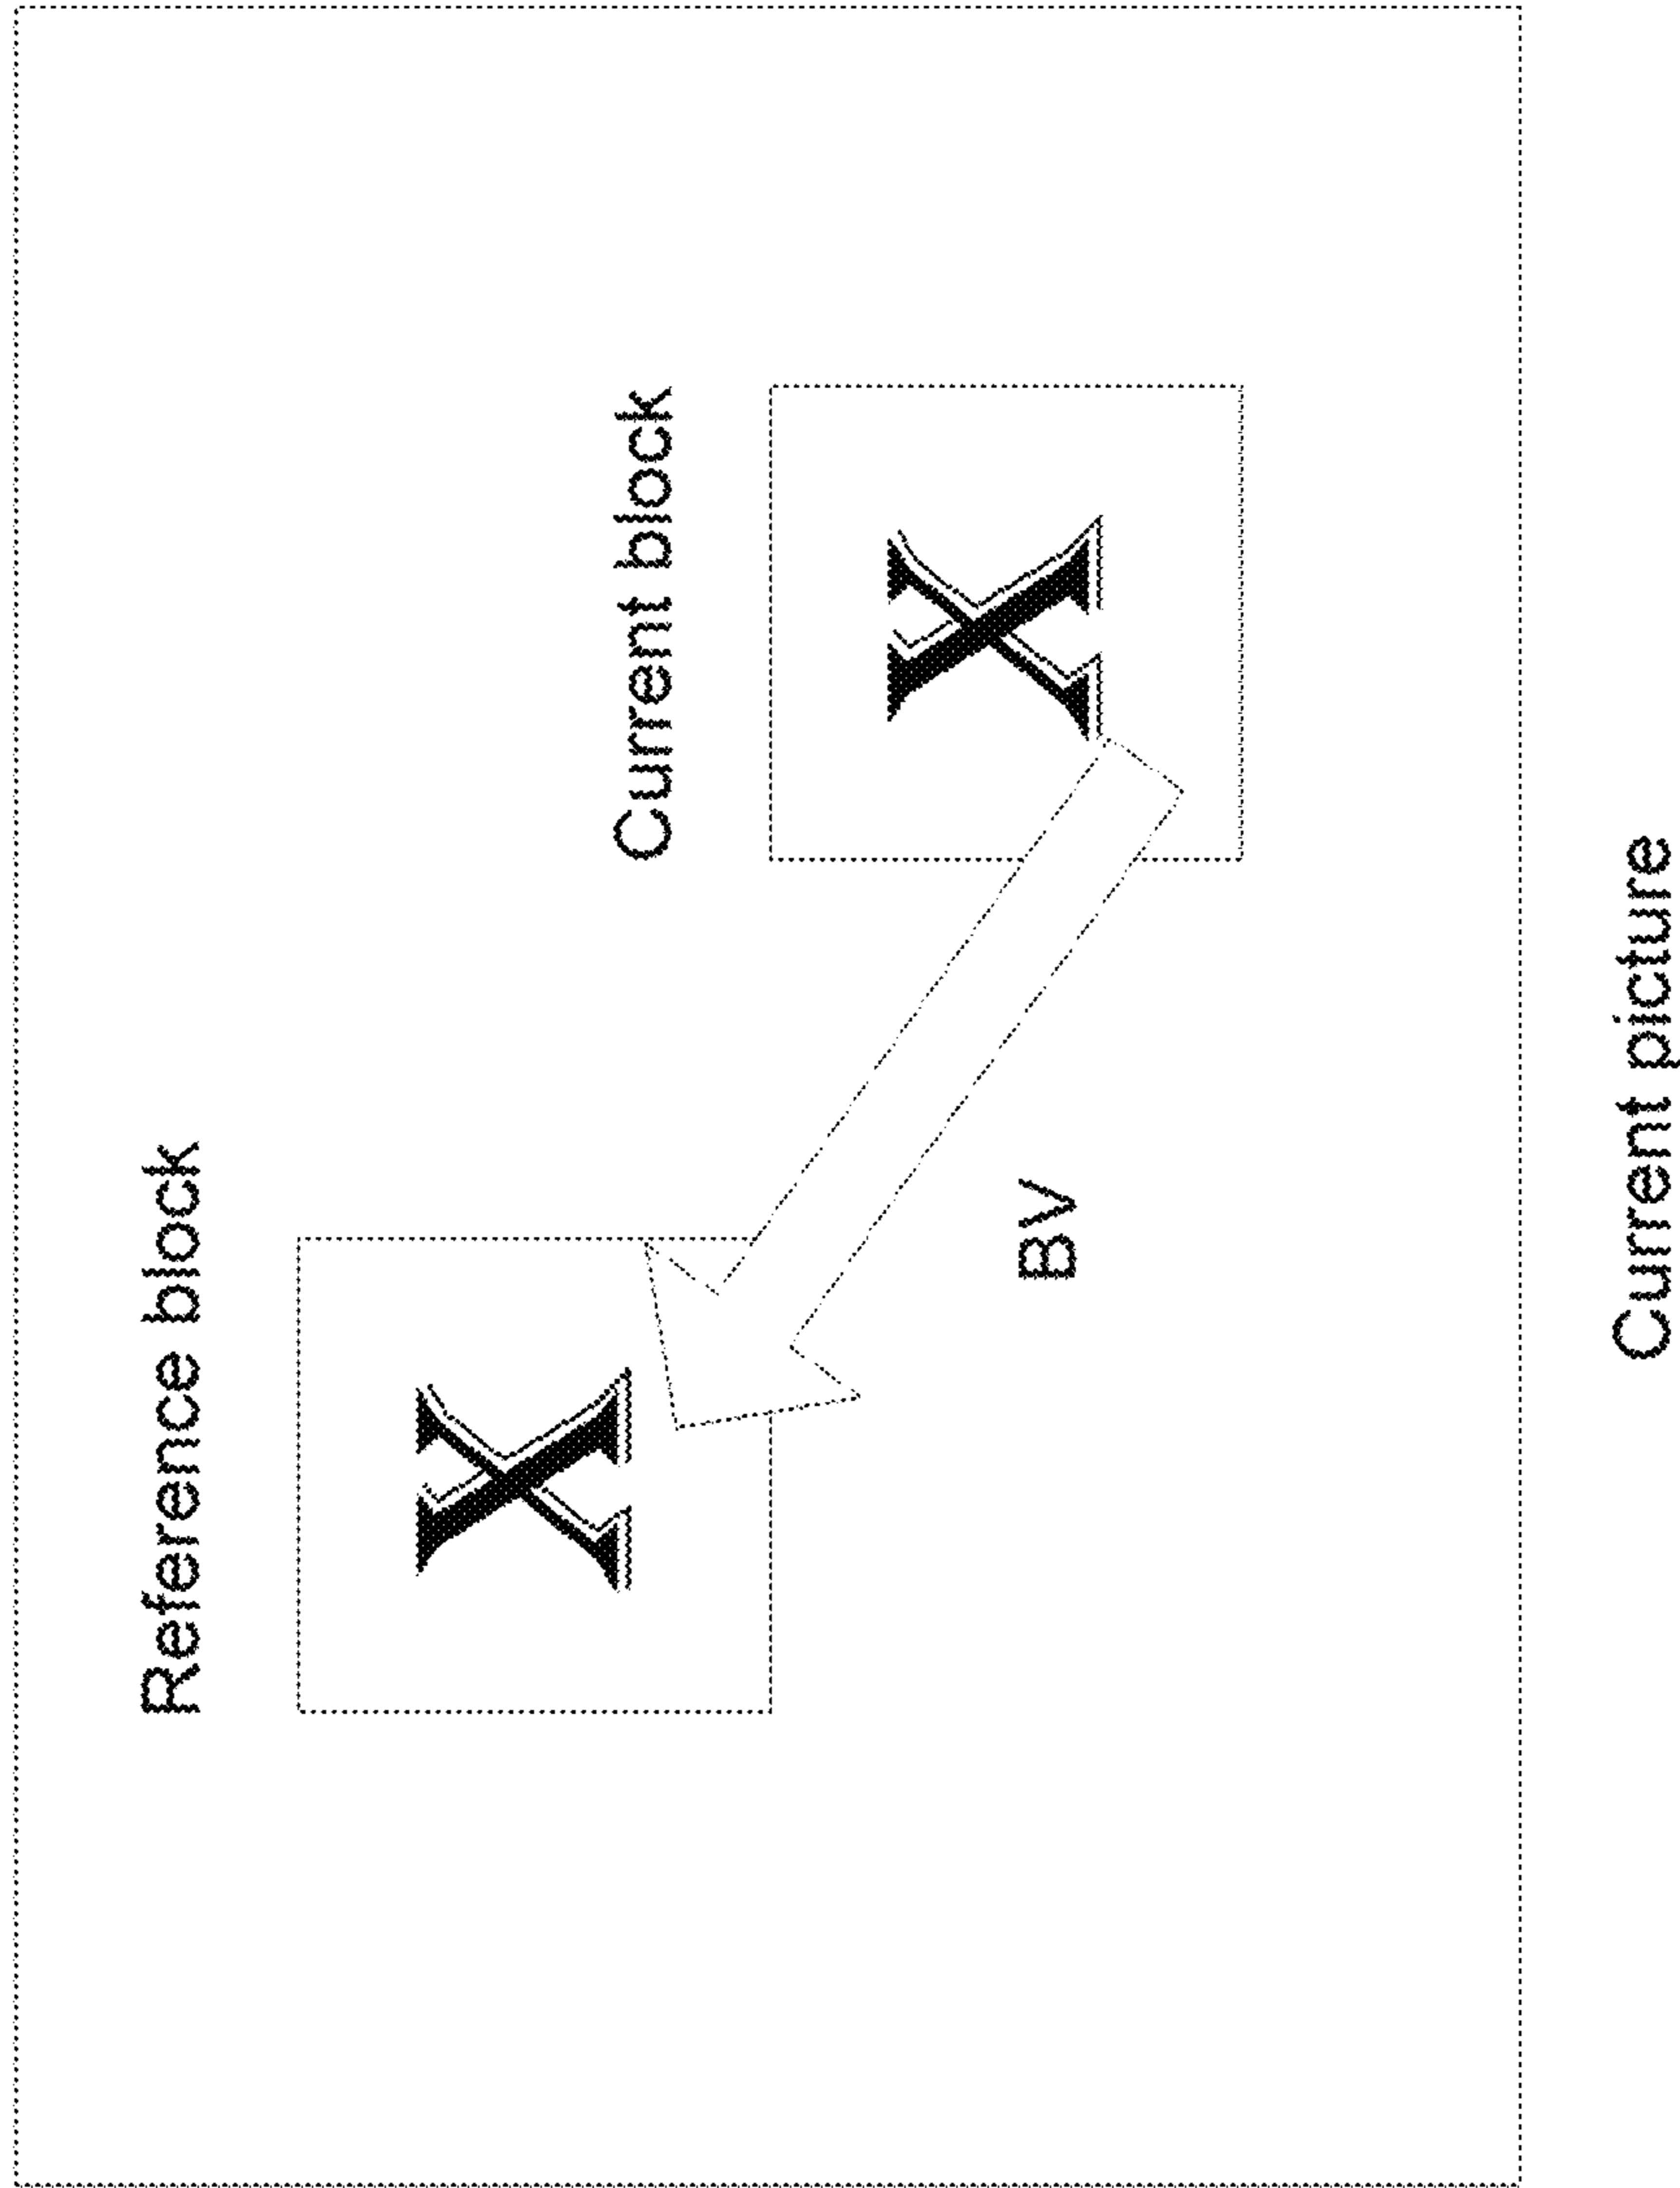 Reference block
Current block
X
X
BV
Current picture